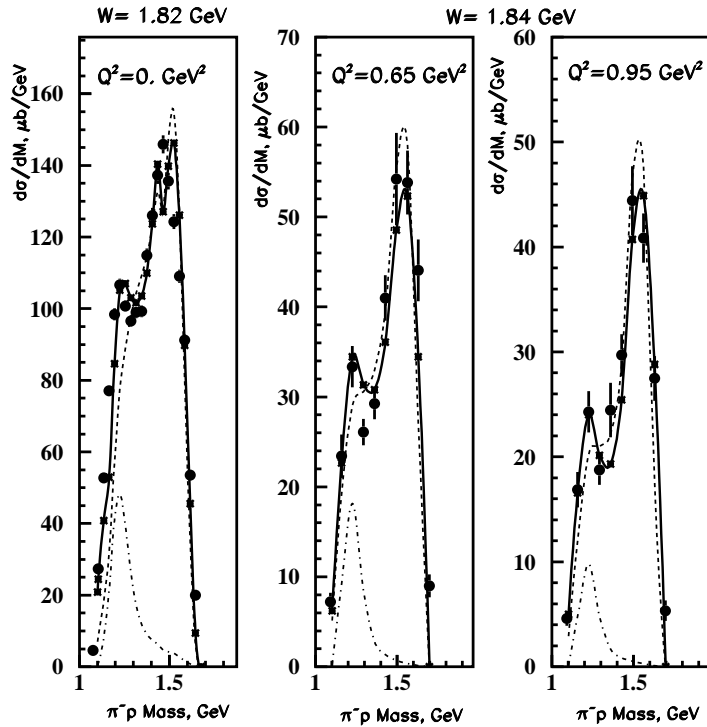 W= 1.82 GeV
W= 1.84 GeV
Q²=0. GeV²
dσ/dM, μb/GeV
160
140
120
100
80
60
40
20
0
1
1.5
π⁻p Mass, GeV
Q²=0.65 GeV²
dσ/dM, μb/GeV
70
60
50
40
30
20
10
0
1
1.5
π⁻p Mass, GeV
Q²=0.95 GeV²
dσ/dM, μb/GeV
60
50
40
30
20
10
0
1
1.5
π⁻p Mass, GeV